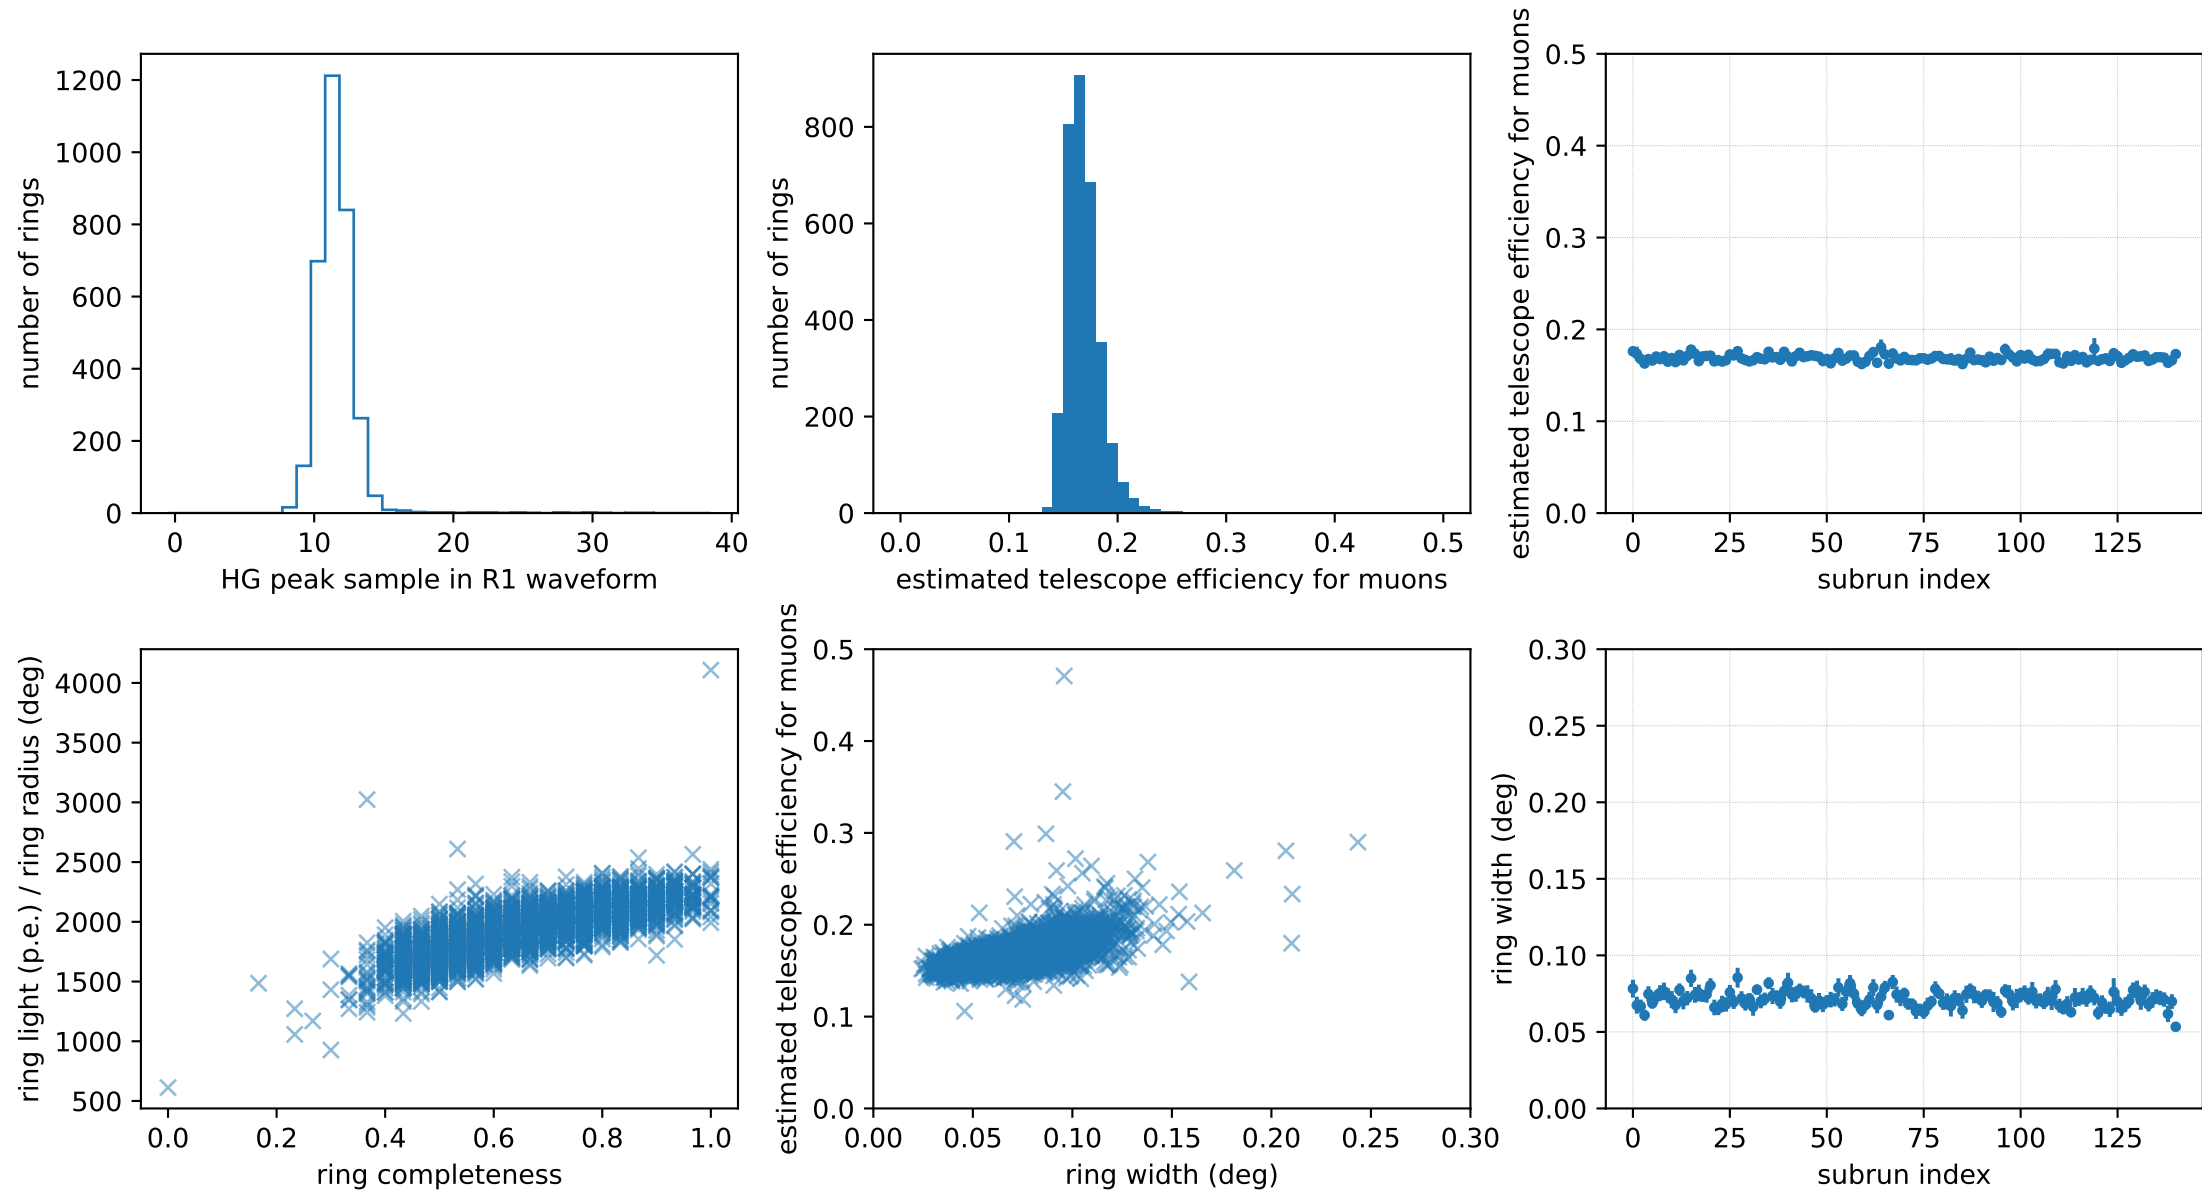 number of rings
1200
1000
800
600
400
200
0
0 10 20 30 40
HG peak sample in R1 waveform
number of rings
800
600
400
200
0
0.0 0.1 0.2 0.3 0.4 0.5
estimated telescope efficiency for muons
estimated telescope efficiency for muons
0.5
0.4
0.3
0.2
0.1
0.0
0 25 50 75 100 125
subrun index
ring light (p.e.) / ring radius (deg)
4000
3500
3000
2500
2000
1500
1000
500
0.0 0.2 0.4 0.6 0.8 1.0
ring completeness
estimated telescope efficiency for muons
0.5
0.4
0.3
0.2
0.1
0.0
0.00 0.05 0.10 0.15 0.20 0.25 0.30
ring width (deg)
ring width (deg)
0.30
0.25
0.20
0.15
0.10
0.05
0.00
0 25 50 75 100 125
subrun index